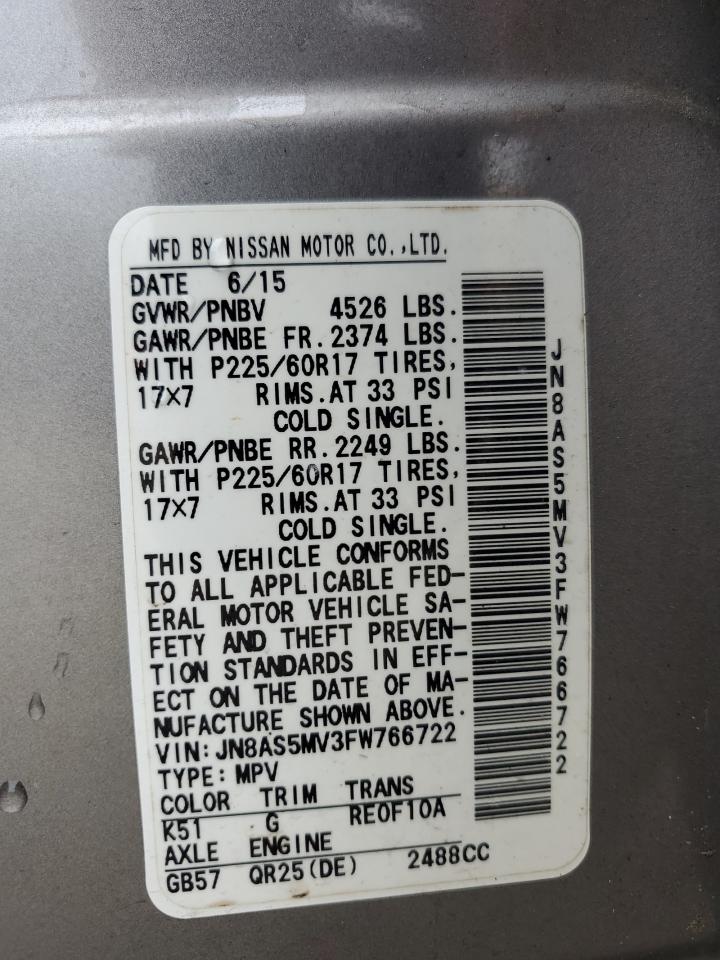 MFD BY NISSAN MOTOR CO.,LTD.
DATE 6/15
GVWR/PNBV 4526 LBS.
GAWR/PNBE FR.2374 LBS.
WITH P225/60R17 TIRES,
17×7 RIMS.AT 33 PSI
COLD SINGLE.
GAWR/PNBE RR.2249 LBS.
WITH P225/60R17 TIRES,
17×7 RIMS.AT 33 PSI
COLD SINGLE.
THIS VEHICLE CONFORMS
TO ALL APPLICABLE FED-
ERAL MOTOR VEHICLE SA-
FETY AND THEFT PREVEN-
TION STANDARDS IN EFF-
ECT ON THE DATE OF MA-
NUFACTURE SHOWN ABOVE.
VIN:JN8AS5MV3FW766722
TYPE:MPV
COLOR TRIM TRANS
K51 G RE0F10A
AXLE ENGINE
GB57 QR25(DE) 2488CC
JN8AS5MV3FW766722